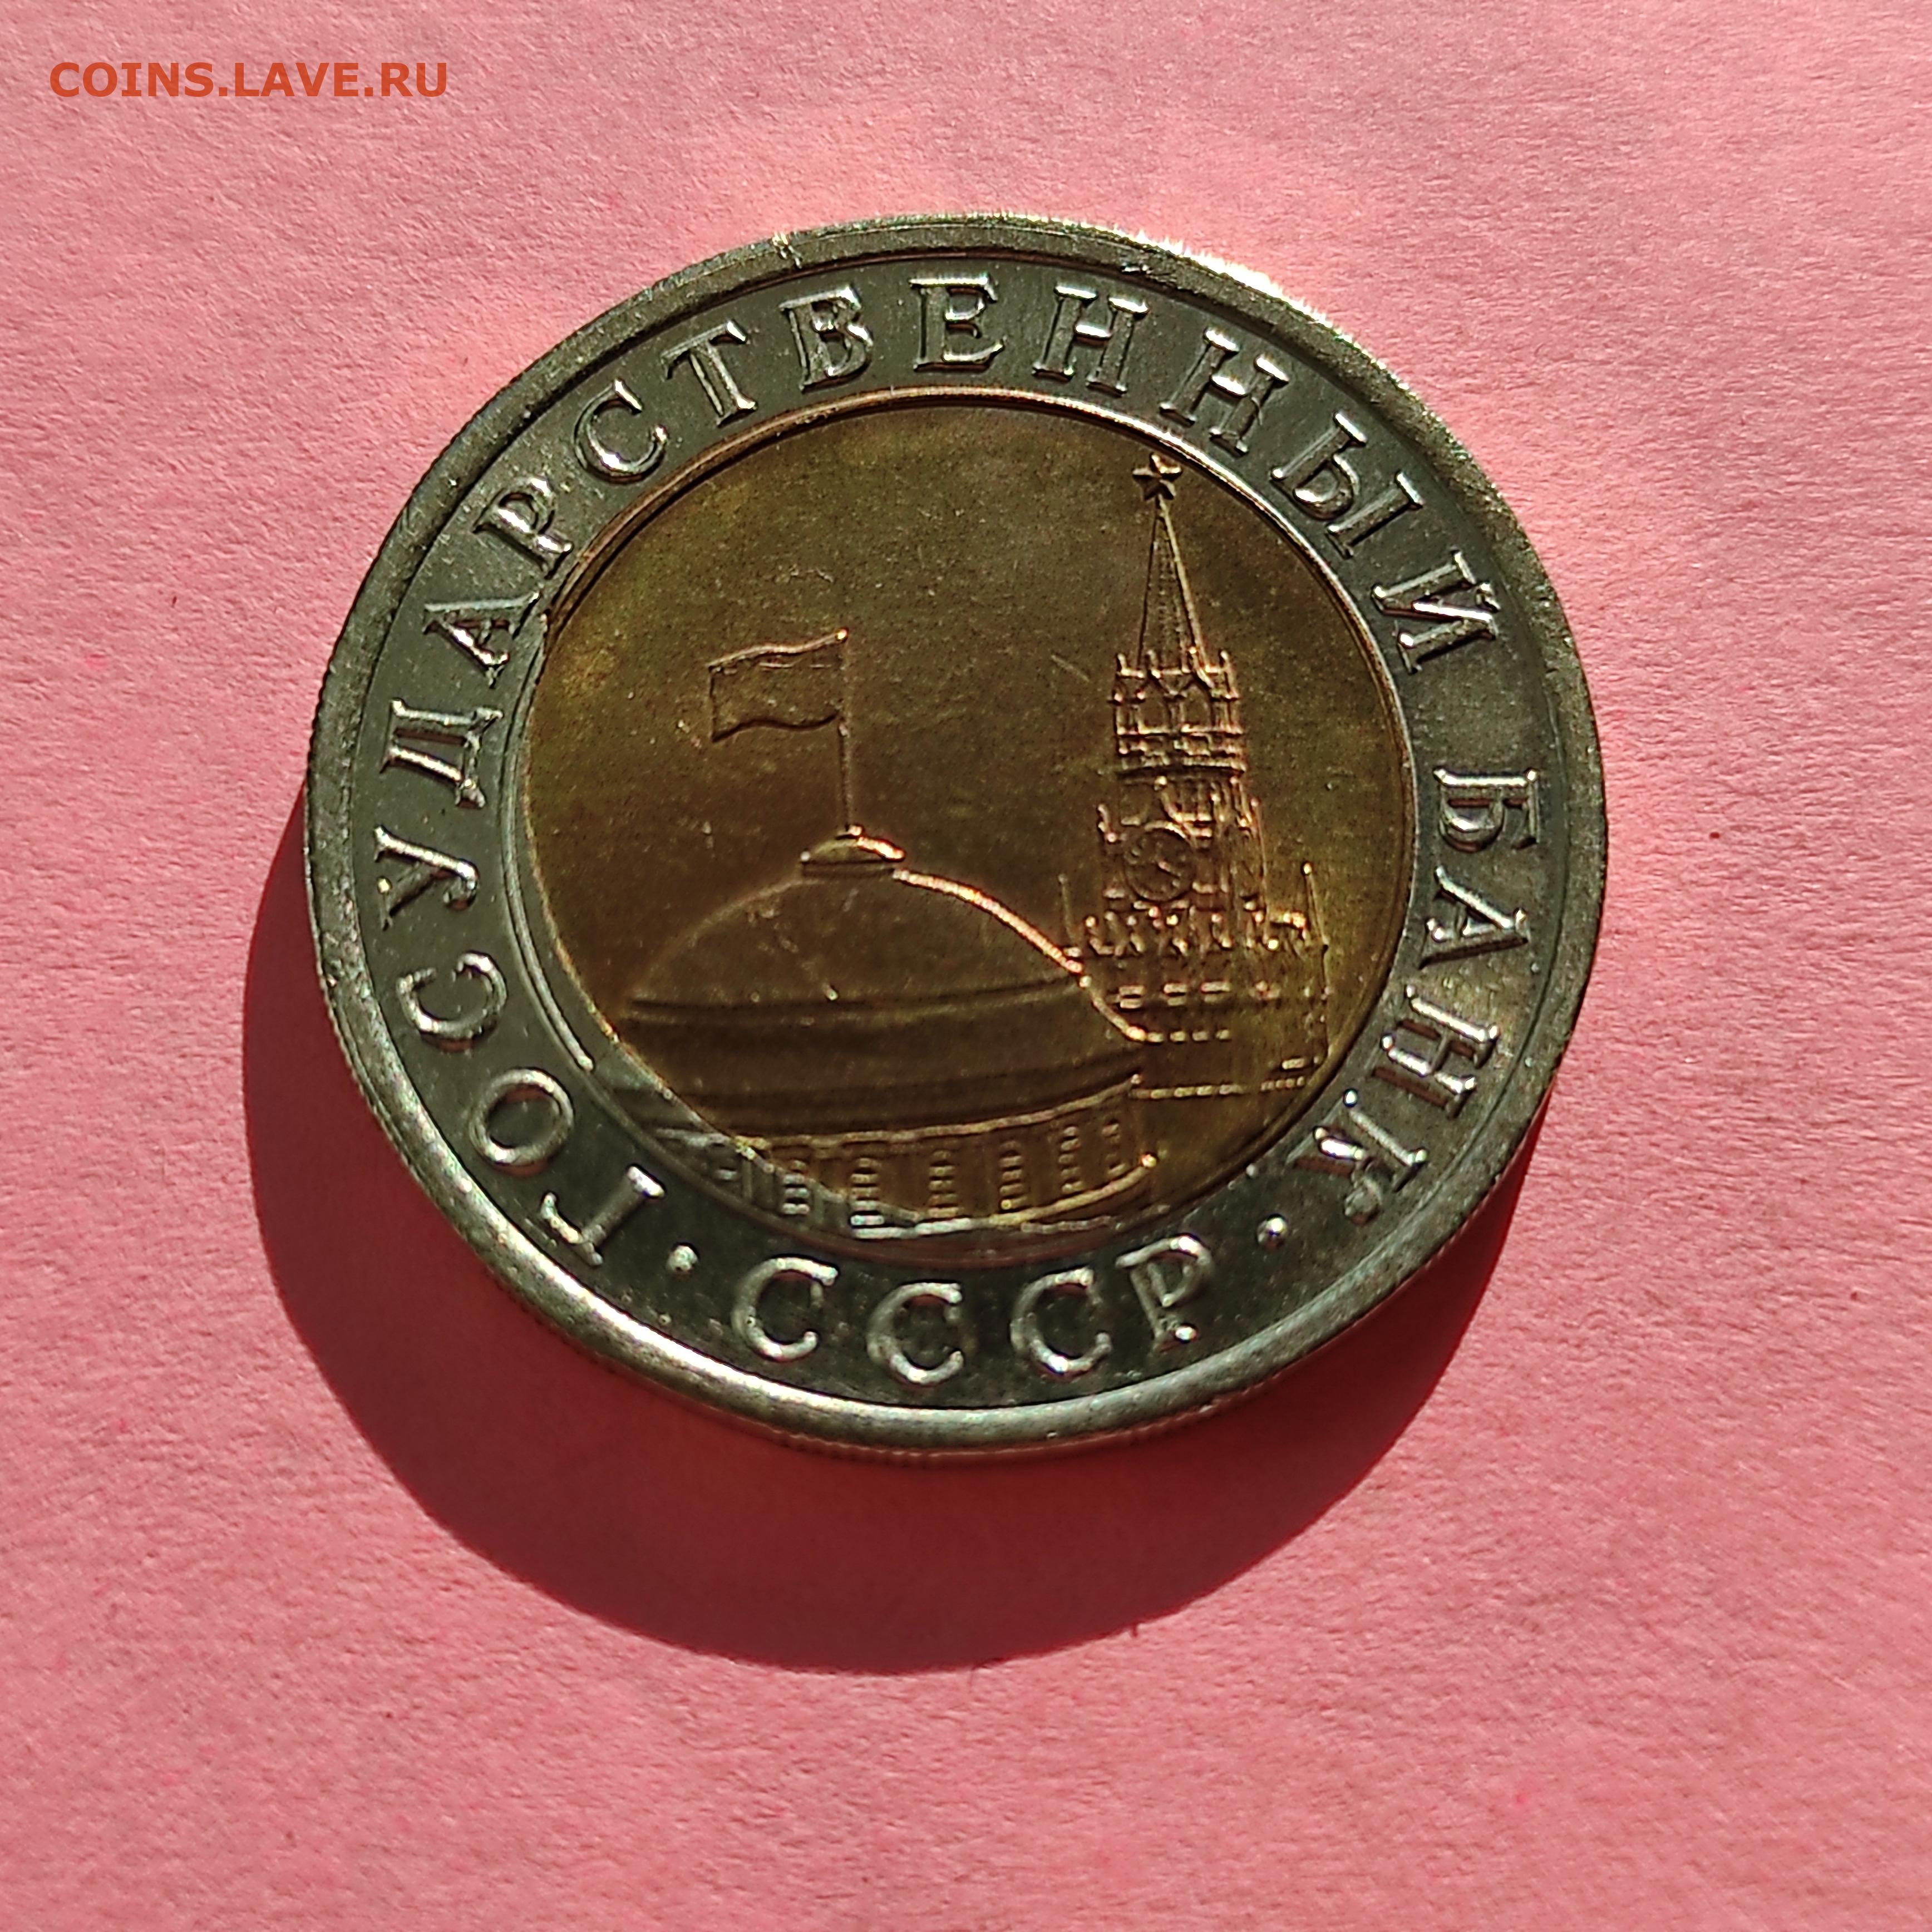 COINS.LAVE.RU
ГОСУДАРСТВЕННЫЙ БАНК
· СССР ·